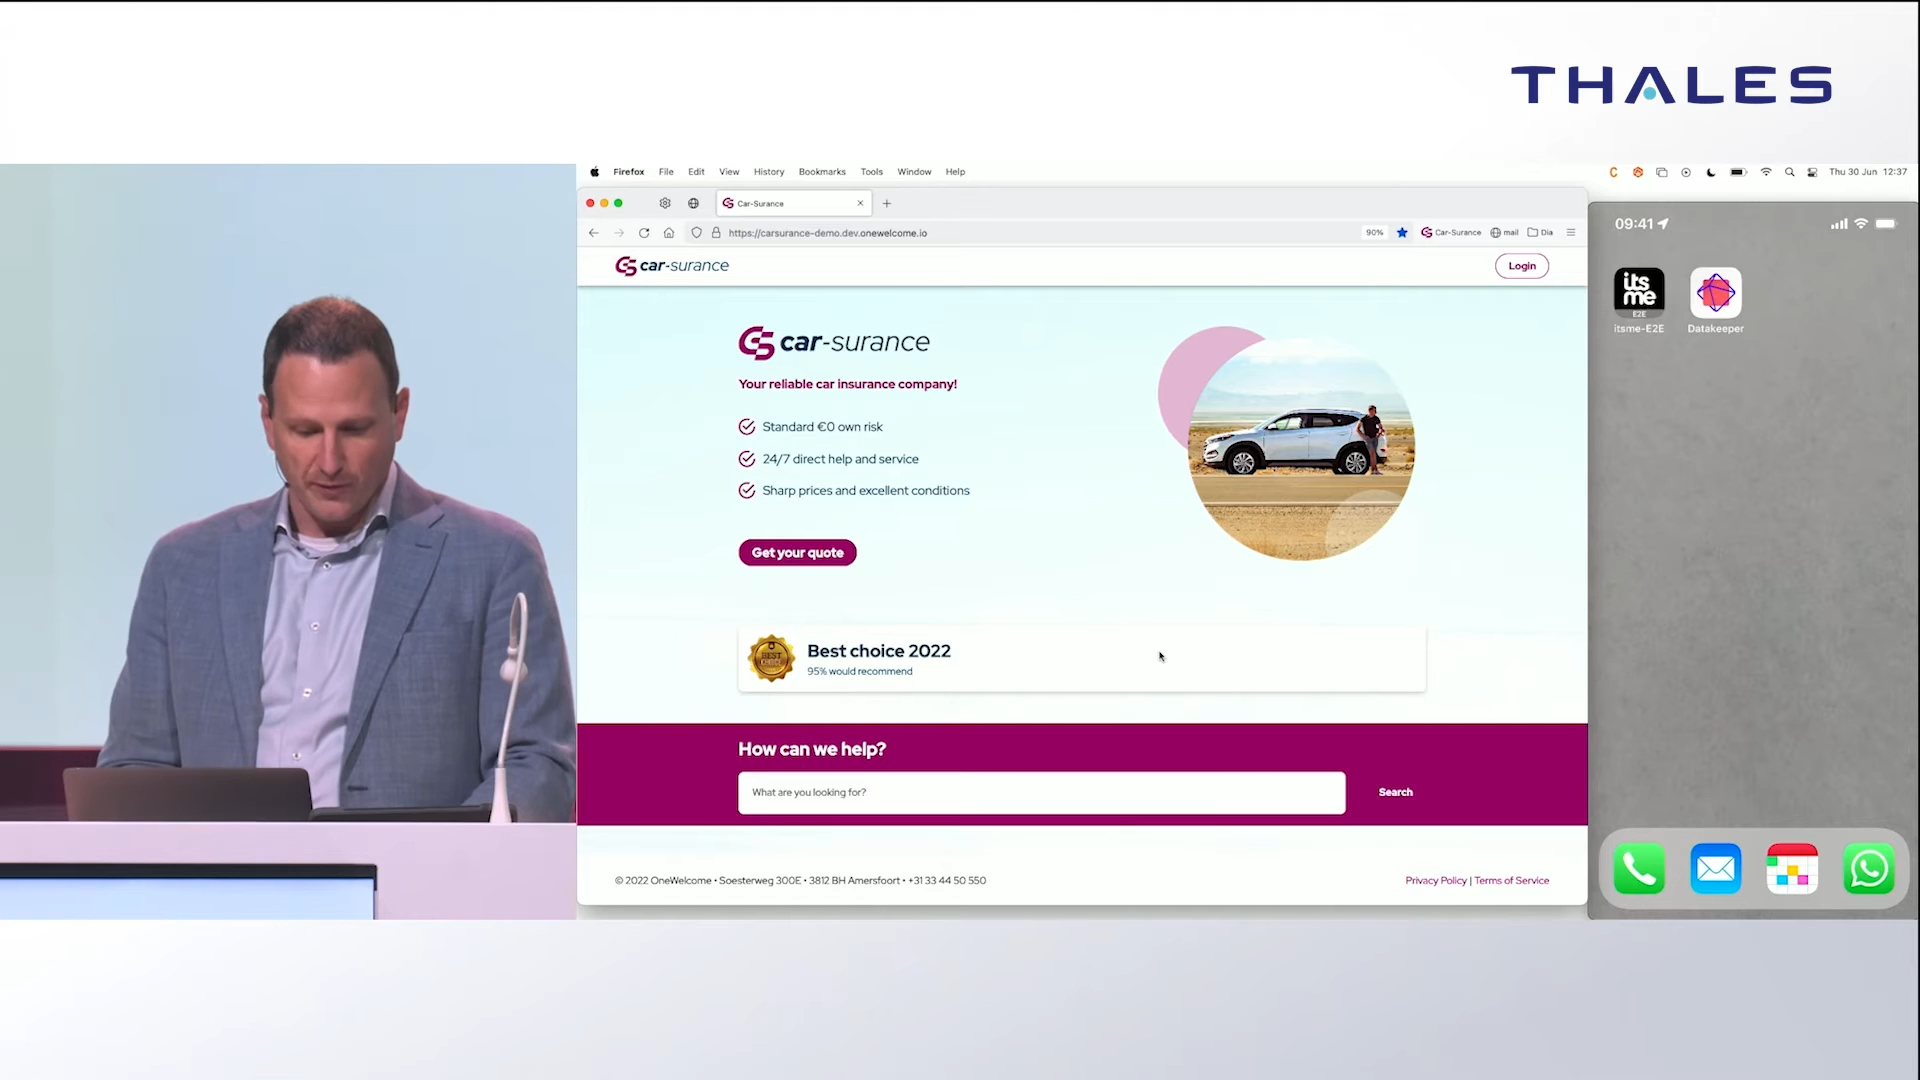 THALES
Firefox File Edit View History Bookmarks Tools Window Help
Thu 30 Jun 12:37
Car-Surance
https://carsurance-demo.dev.onewelcome.io
90%
Car-Surance
mail
Dia
car-surance
Login
car-surance
Your reliable car insurance company!
Standard €0 own risk
24/7 direct help and service
Sharp prices and excellent conditions
Get your quote
BEST CHOICE
Best choice 2022
95% would recommend
How can we help?
What are you looking for?
Search
© 2022 OneWelcome • Soesterweg 300E • 3812 BH Amersfoort • +31 33 44 50 550
Privacy Policy | Terms of Service
09:41
itsme
E2E
itsme-E2E
Datakeeper